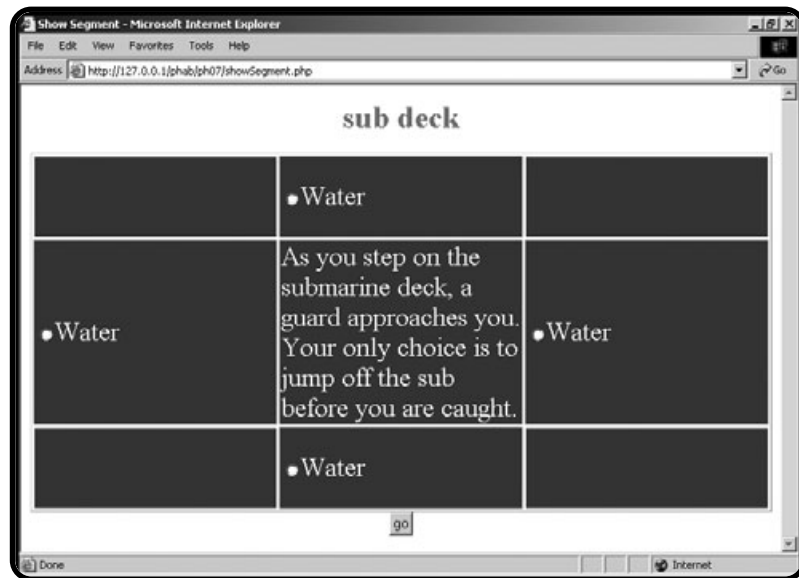 Show Segment - Microsoft Internet Explorer
File Edit View Favorites Tools Help
Address http://127.0.0.1/phab/ph07/showSegment.php Go
sub deck
Water
As you step on the
submarine deck, a
guard approaches you.
Your only choice is to
jump off the sub
before you are caught.
Water
Water
Water
go
Done Internet